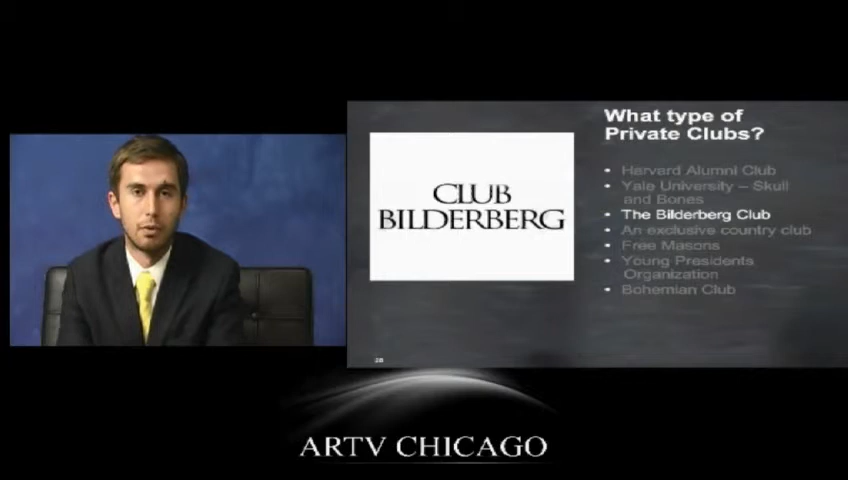 What type of
Private Clubs?
CLUB
BILDERBERG
• Harvard Alumni Club
• Yale University – Skull
and Bones
• The Bilderberg Club
• An exclusive country club
• Free Masons
• Young Presidents
Organization
• Bohemian Club
28
ARTV CHICAGO